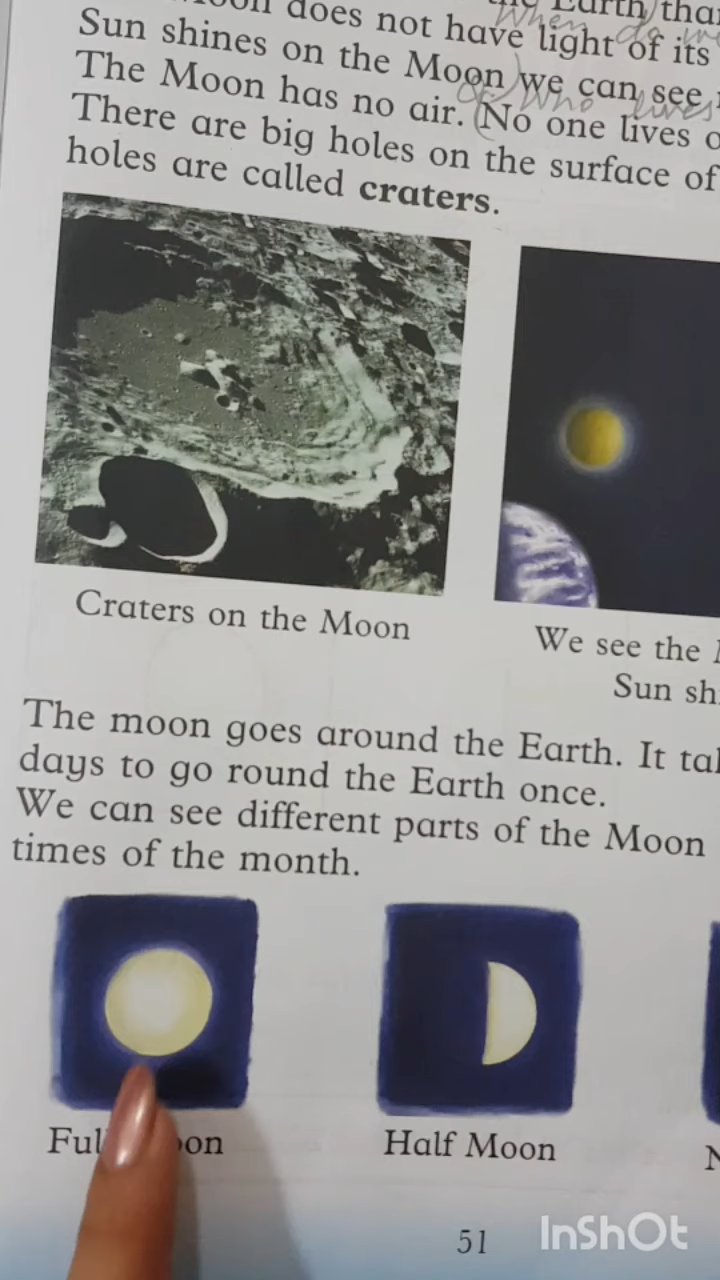 Moon does not have light of its
Sun shines on the Moon we can see
The Moon has no air. No one lives
There are big holes on the surface of
holes are called craters.
Craters on the Moon
We see the
Sun
The moon goes around the Earth. It
days to go round the Earth once.
We can see different parts of the Moon
times of the month.
Full Moon
Half Moon
51
InShOt